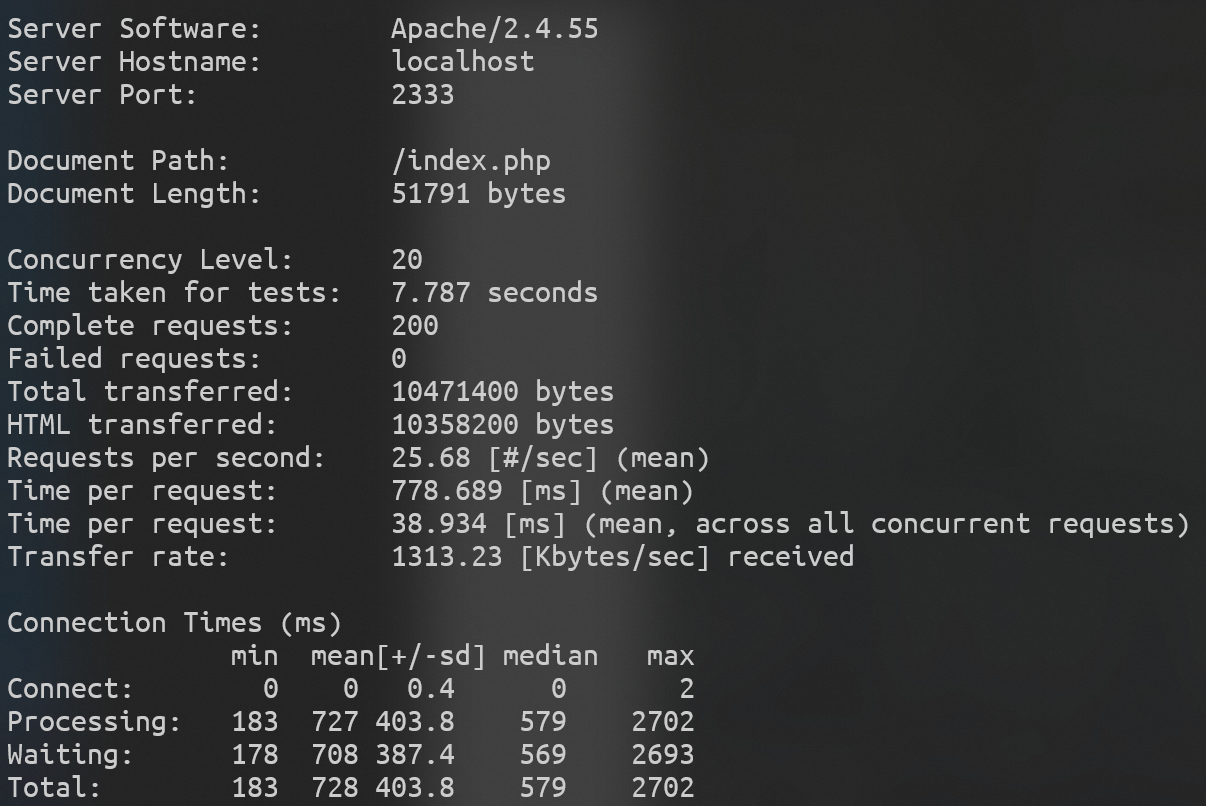 Server Software:        Apache/2.4.55
Server Hostname:        localhost
Server Port:            2333

Document Path:          /index.php
Document Length:        51791 bytes

Concurrency Level:      20
Time taken for tests:   7.787 seconds
Complete requests:      200
Failed requests:        0
Total transferred:      10471400 bytes
HTML transferred:       10358200 bytes
Requests per second:    25.68 [#/sec] (mean)
Time per request:       778.689 [ms] (mean)
Time per request:       38.934 [ms] (mean, across all concurrent requests)
Transfer rate:          1313.23 [Kbytes/sec] received

Connection Times (ms)
              min  mean[+/-sd] median   max
Connect:        0    0   0.4      0       2
Processing:   183  727 403.8    579    2702
Waiting:      178  708 387.4    569    2693
Total:        183  728 403.8    579    2702